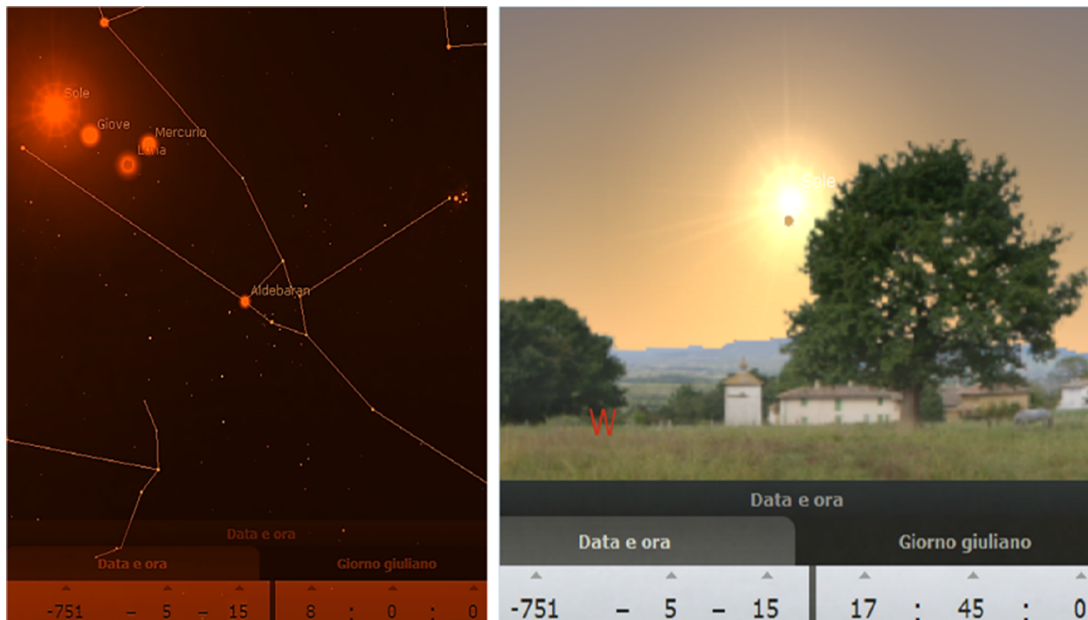 Sole
Giove
Mercurio
Luna
Aldebaran
Data e ora
Data e ora
Giorno giuliano
-751 – 5 – 15
8 : 0 : 0
Sole
W
Data e ora
Data e ora
Giorno giuliano
-751 – 5 – 15
17 : 45 : 0